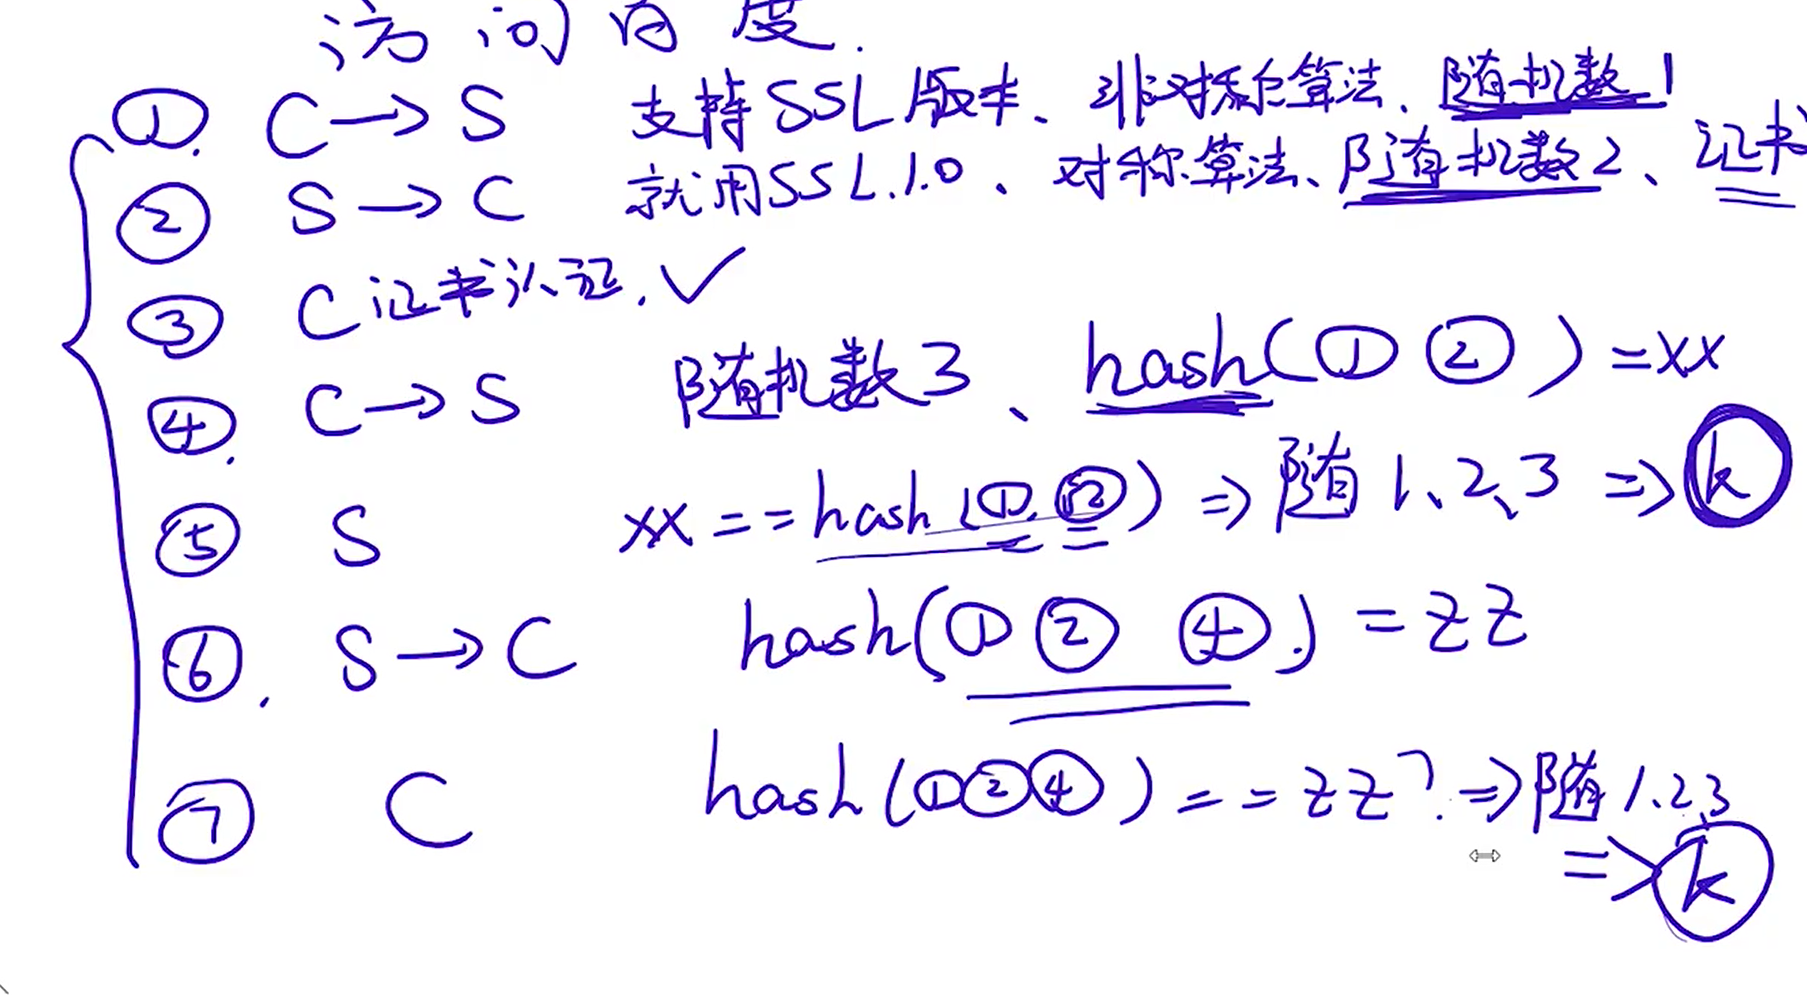 访问百度.
①. C→S 支持SSL版本、非对称算法、随机数1
②. S→C 就用SSL.1.0、对称算法、随机数2、证书
③ C证书认证.✓
④. C→S 随机数3、hash(① ②)=xx
⑤ S xx==hash(①.②)⇒随1、2、3⇒k
⑥. S→C hash(① ② ④.)=zz
⑦ C hash(①②④)==zz?⇒随1.2.3
⇒k